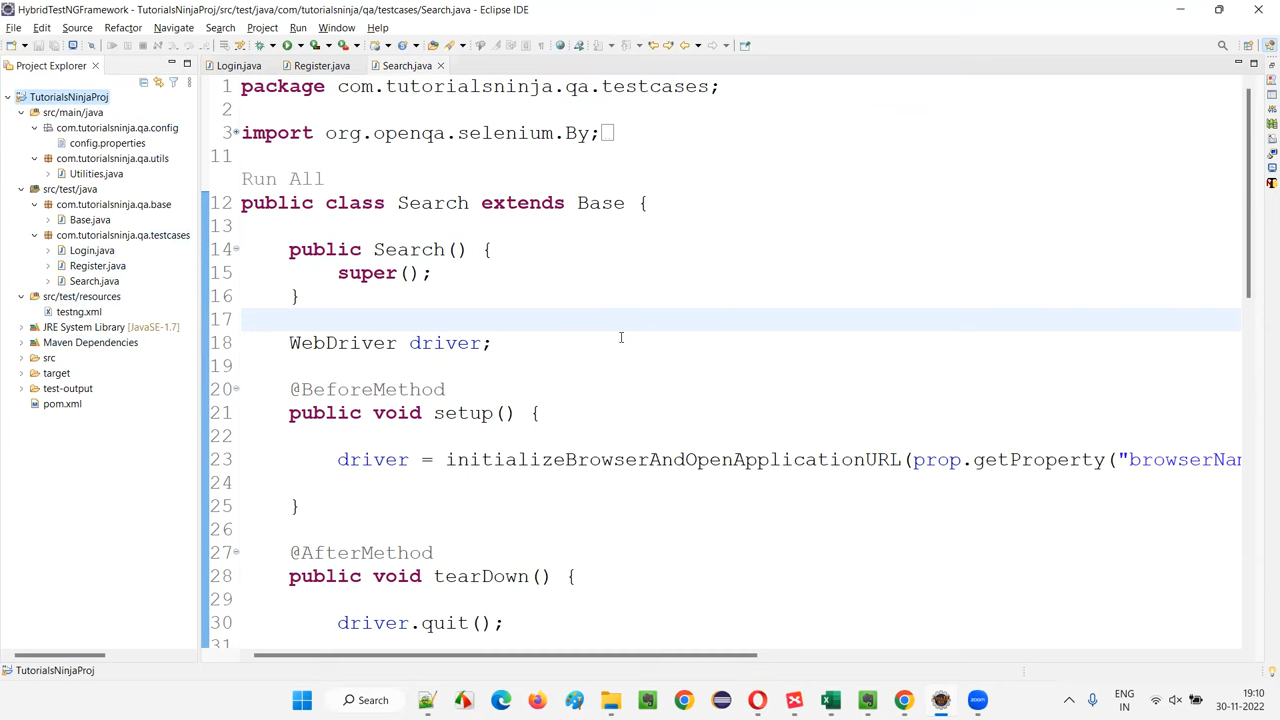 HybridTestNGFramework - TutorialsNinjaProj/src/test/java/com/tutorialsninja/qa/testcases/Search.java - Eclipse IDE
File Edit Source Refactor Navigate Search Project Run Window Help
Project Explorer
Login.java Register.java Search.java
TutorialsNinjaProj
src/main/java
com.tutorialsninja.qa.config
config.properties
com.tutorialsninja.qa.utils
Utilities.java
src/test/java
com.tutorialsninja.qa.base
Base.java
com.tutorialsninja.qa.testcases
Login.java
Register.java
Search.java
src/test/resources
testng.xml
JRE System Library [JavaSE-1.7]
Maven Dependencies
src
target
test-output
pom.xml
1 package com.tutorialsninja.qa.testcases;
2
3 import org.openqa.selenium.By;
11
Run All
12 public class Search extends Base {
13
14 public Search() {
15 super();
16 }
17
18 WebDriver driver;
19
20 @BeforeMethod
21 public void setup() {
22
23 driver = initializeBrowserAndOpenApplicationURL(prop.getProperty("browserNam
24
25 }
26
27 @AfterMethod
28 public void tearDown() {
29
30 driver.quit();
31
TutorialsNinjaProj
Search
zoom
ENG
IN
19:10
30-11-2022